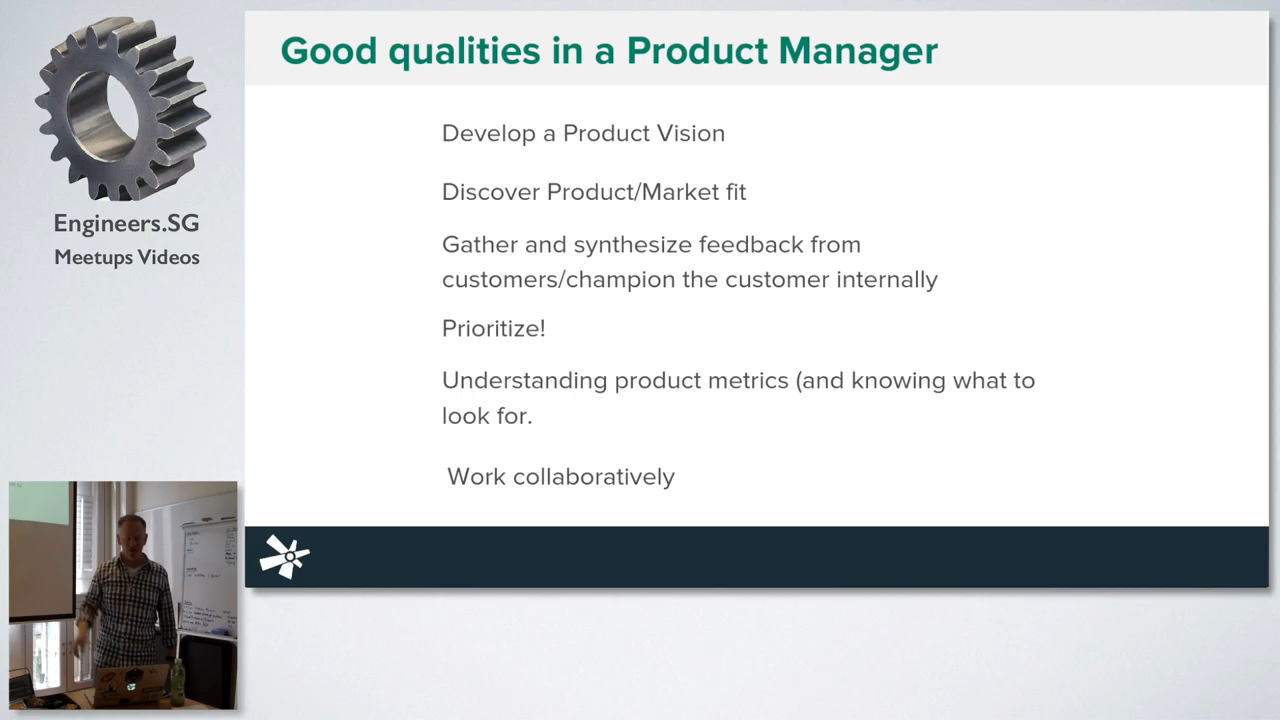 Good qualities in a Product Manager
Develop a Product Vision
Discover Product/Market fit
Gather and synthesize feedback from
customers/champion the customer internally
Prioritize!
Understanding product metrics (and knowing what to
look for.
Work collaboratively
Engineers.SG
Meetups Videos